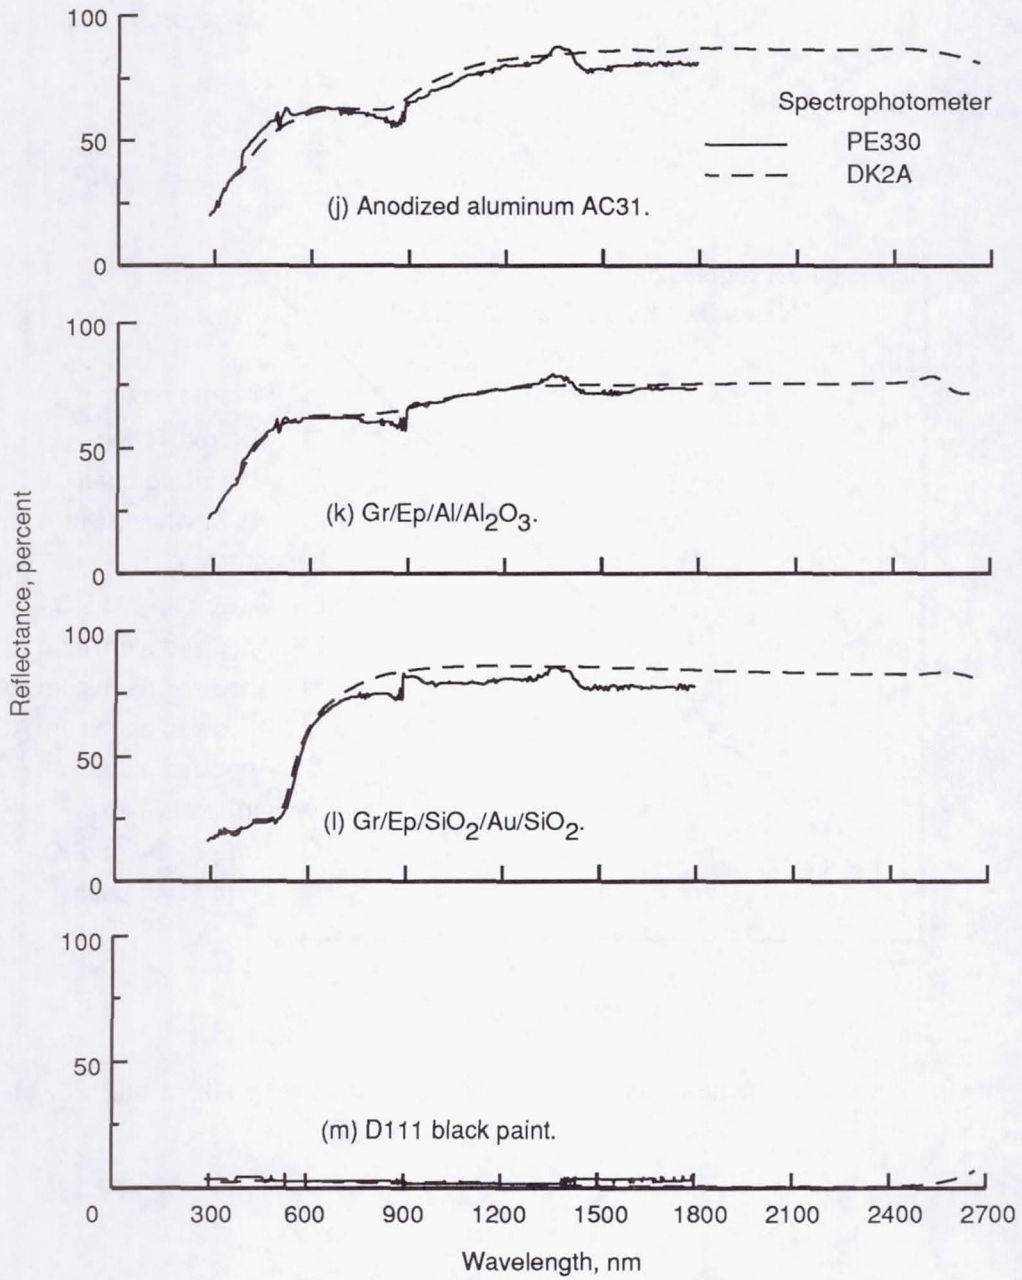 100
50
0
Spectrophotometer
PE330
DK2A
(j) Anodized aluminum AC31.
100
50
0
(k) Gr/Ep/Al/Al₂O₃.
Reflectance, percent
100
50
0
(l) Gr/Ep/SiO₂/Au/SiO₂.
100
50
(m) D111 black paint.
0 300 600 900 1200 1500 1800 2100 2400 2700
Wavelength, nm